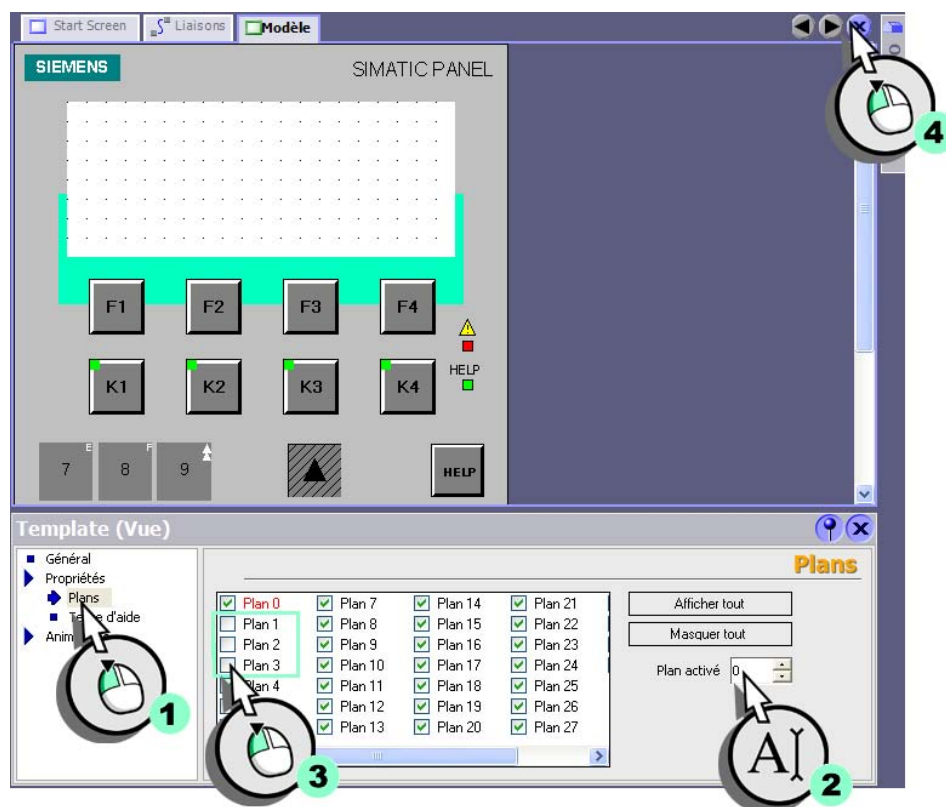 Start Screen Liaisons Modèle
SIEMENS SIMATIC PANEL
F1 F2 F3 F4
K1 K2 K3 K4 HELP
E F
7 8 9 HELP
4
Template (Vue)
Général
Propriétés
Plans
d'aide
Anim
1
Plans
Plan 0 Plan 7 Plan 14 Plan 21
Plan 1 Plan 8 Plan 15 Plan 22
Plan 2 Plan 9 Plan 16 Plan 23
Plan 3 Plan 10 Plan 17 Plan 24
Plan 4 Plan 11 Plan 18 Plan 25
Plan 12 Plan 19 Plan 26
Plan 13 Plan 20 Plan 27
3
Afficher tout
Masquer tout
Plan activé 0
A
2